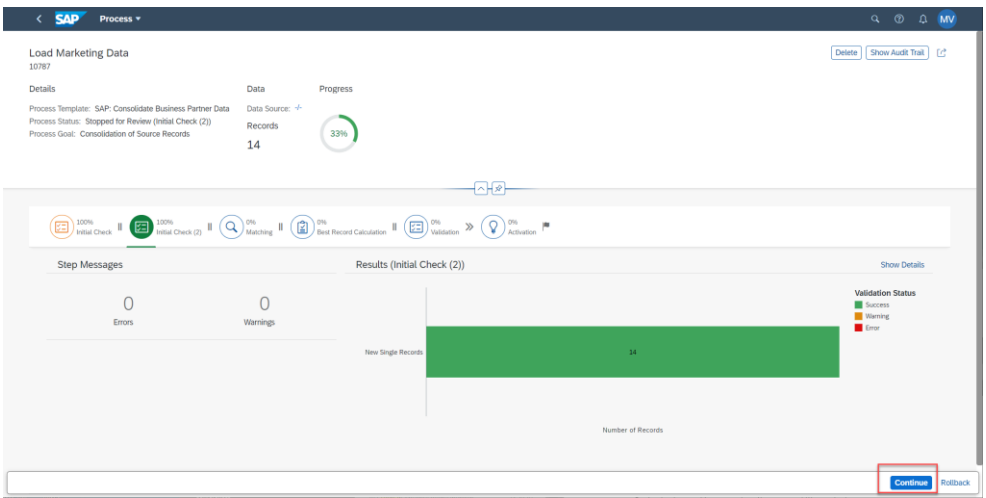 SAP Process
MV
Load Marketing Data
10787
Delete
Show Audit Trail
Details
Data
Progress
Process Template: SAP: Consolidate Business Partner Data
Process Status: Stopped for Review (Initial Check (2))
Process Goal: Consolidation of Source Records
Data Source: -/-
Records
14
33%
100%
Initial Check
100%
Initial Check (2)
0%
Matching
0%
Best Record Calculation
0%
Validation
0%
Activation
Step Messages
0
Errors
0
Warnings
Results (Initial Check (2))
Show Details
Validation Status
Success
Warning
Error
New Single Records
14
Number of Records
Continue
Rollback